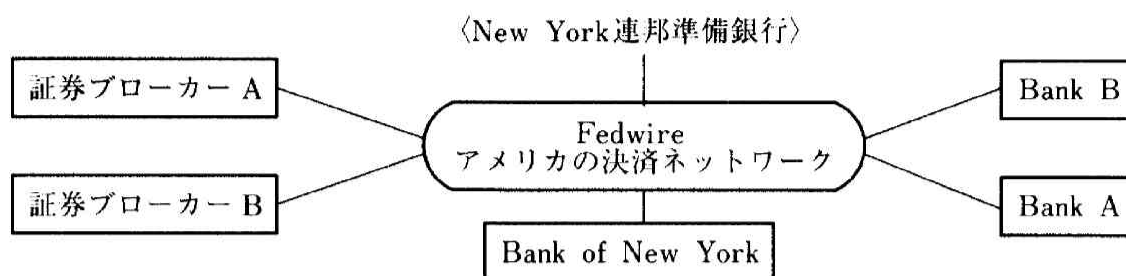 〈New York連邦準備銀行〉
証券ブローカー A
Bank B
Fedwire
アメリカの決済ネットワーク
証券ブローカー B
Bank A
Bank of New York